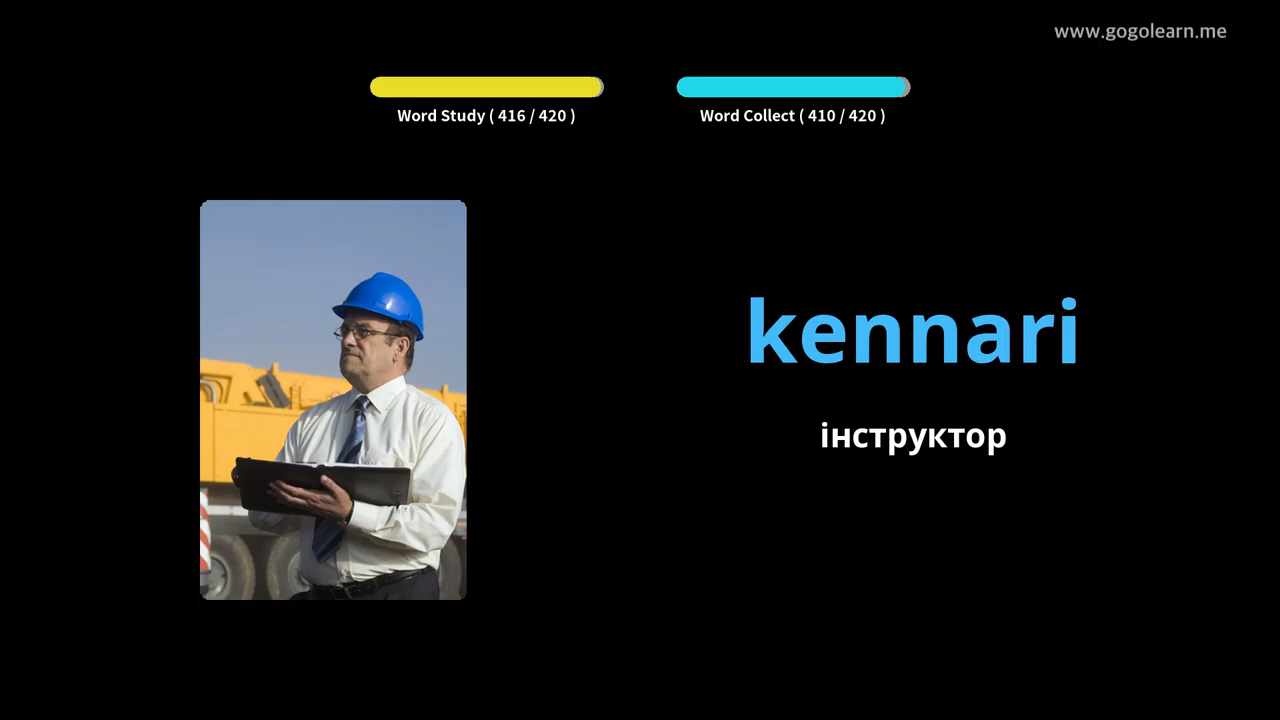 www.gogolearn.me
Word Study ( 416 / 420 )
Word Collect ( 410 / 420 )
kennari
інструктор